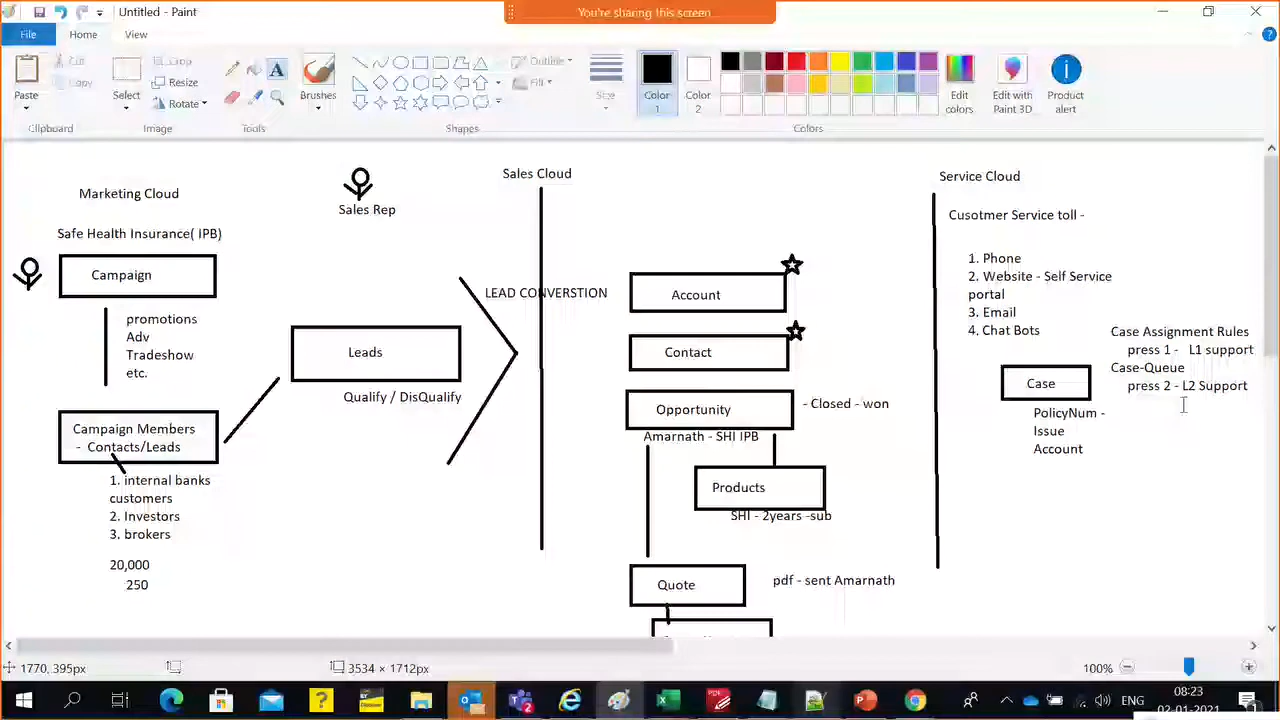 You're sharing this screen
Untitled - Paint
File
Home
View
Paste
Cut
Copy
Clipboard
Select
Crop
Resize
Rotate
Image
Tools
Brushes
Shapes
Outline
Fill
Size
Color
1
Color
2
Colors
Edit
colors
Edit with
Paint 3D
Product
alert
Marketing Cloud
Safe Health Insurance( IPB)
Campaign
promotions
Adv
Tradeshow
etc.
Campaign Members
- Contacts/Leads
1. internal banks
customers
2. Investors
3. brokers
20,000
250
Sales Rep
Leads
Qualify / DisQualify
Sales Cloud
LEAD CONVERSTION
Account
Contact
Opportunity
- Closed - won
Amarnath - SHI IPB
Products
SHI - 2years -sub
Quote
pdf - sent Amarnath
Service Cloud
Cusotmer Service toll -
1. Phone
2. Website - Self Service
portal
3. Email
4. Chat Bots
Case
PolicyNum -
Issue
Account
Case Assignment Rules
press 1 - L1 support
Case-Queue
press 2 - L2 Support
1770, 395px
3534 × 1712px
100%
ENG
08:23
02-01-2021